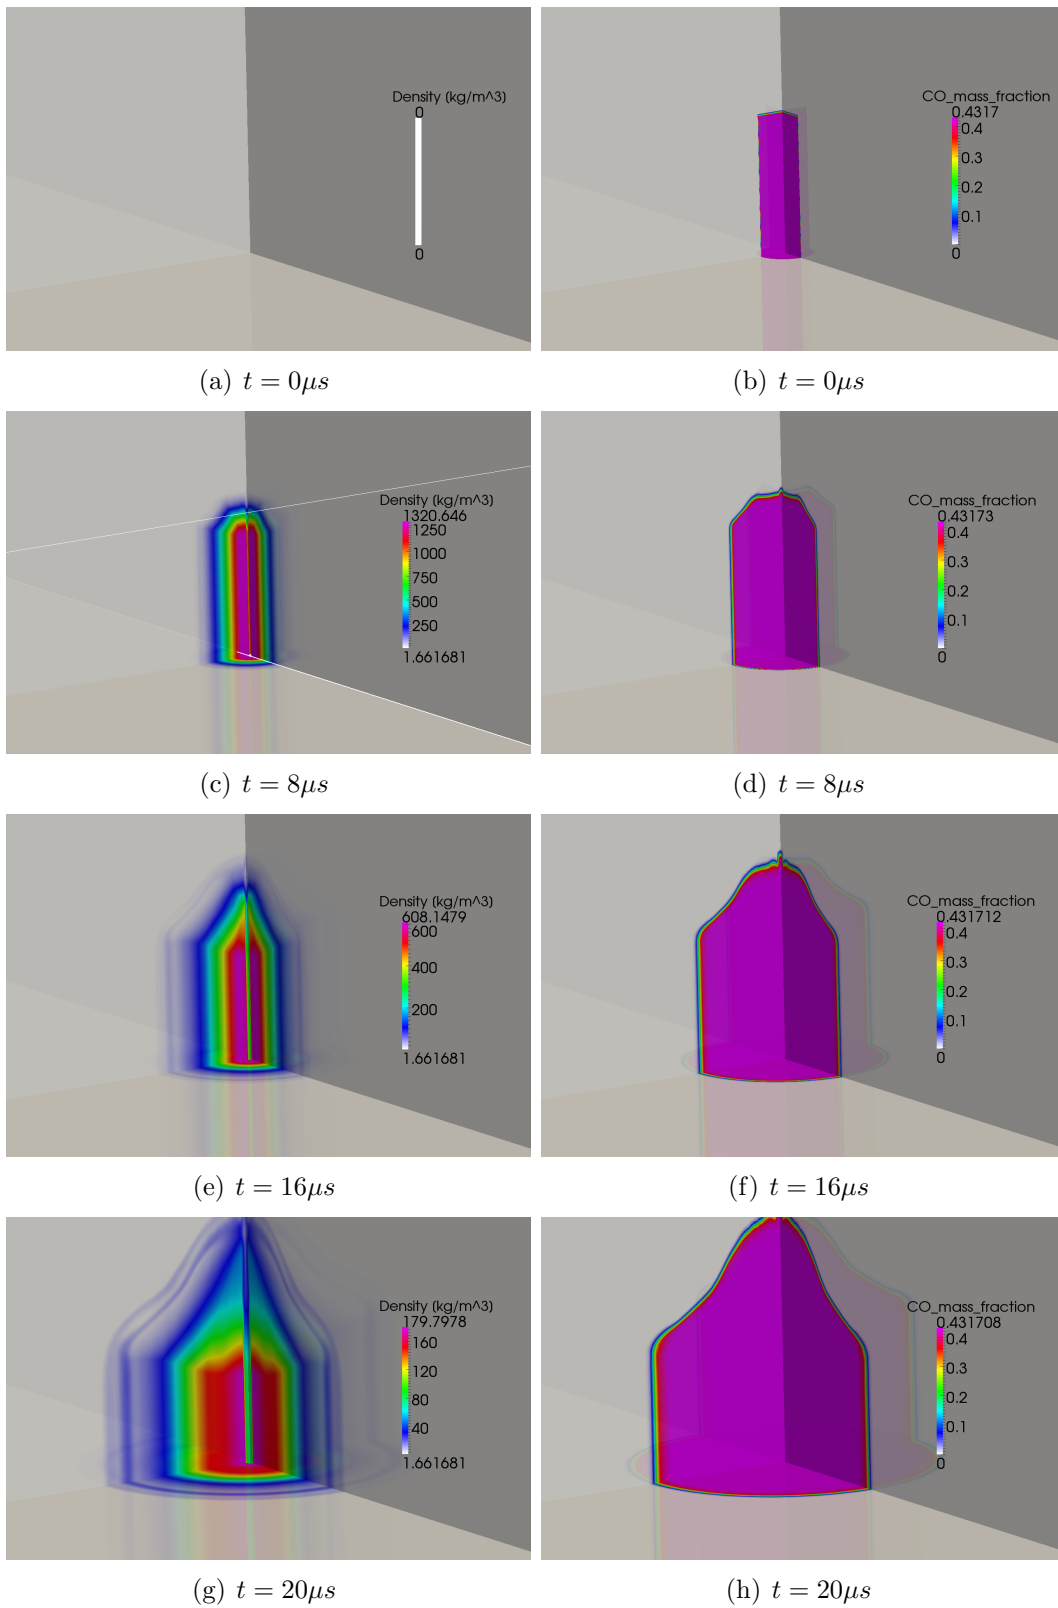 Density [kg/m^3]
0
0
CO_mass_fraction
0.4317
0.4
0.3
0.2
0.1
0
(a) t = 0μs
(b) t = 0μs
Density [kg/m^3]
1320.646
1250
1000
750
500
250
1.661681
CO_mass_fraction
0.43173
0.4
0.3
0.2
0.1
0
(c) t = 8μs
(d) t = 8μs
Density [kg/m^3]
608.1479
600
400
200
1.661681
CO_mass_fraction
0.431712
0.4
0.3
0.2
0.1
0
(e) t = 16μs
(f) t = 16μs
Density [kg/m^3]
179.7978
160
120
80
40
1.661681
CO_mass_fraction
0.431708
0.4
0.3
0.2
0.1
0
(g) t = 20μs
(h) t = 20μs